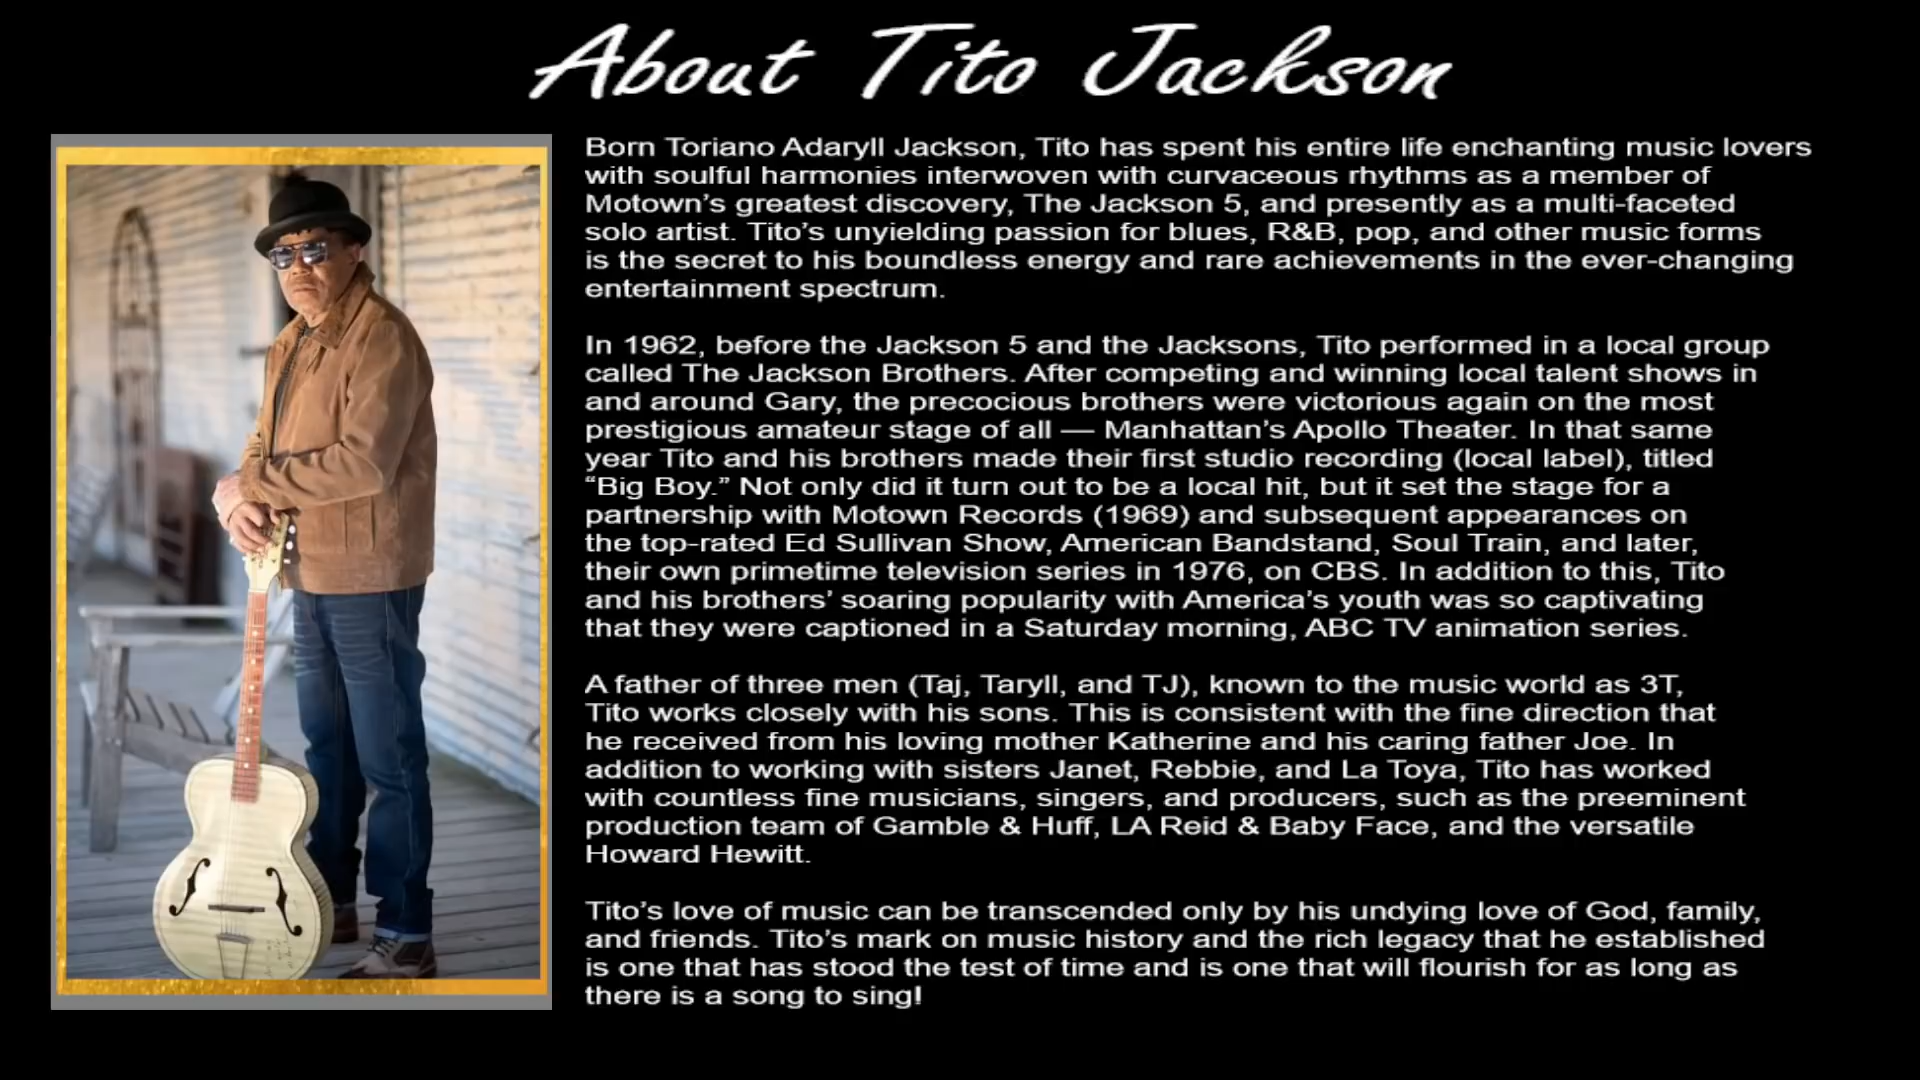 About Tito Jackson
Born Toriano Adaryll Jackson, Tito has spent his entire life enchanting music lovers
with soulful harmonies interwoven with curvaceous rhythms as a member of
Motown’s greatest discovery, The Jackson 5, and presently as a multi-faceted
solo artist. Tito’s unyielding passion for blues, R&B, pop, and other music forms
is the secret to his boundless energy and rare achievements in the ever-changing
entertainment spectrum.
In 1962, before the Jackson 5 and the Jacksons, Tito performed in a local group
called The Jackson Brothers. After competing and winning local talent shows in
and around Gary, the precocious brothers were victorious again on the most
prestigious amateur stage of all — Manhattan’s Apollo Theater. In that same
year Tito and his brothers made their first studio recording (local label), titled
“Big Boy.” Not only did it turn out to be a local hit, but it set the stage for a
partnership with Motown Records (1969) and subsequent appearances on
the top-rated Ed Sullivan Show, American Bandstand, Soul Train, and later,
their own primetime television series in 1976, on CBS. In addition to this, Tito
and his brothers’ soaring popularity with America’s youth was so captivating
that they were captioned in a Saturday morning, ABC TV animation series.
A father of three men (Taj, Taryll, and TJ), known to the music world as 3T,
Tito works closely with his sons. This is consistent with the fine direction that
he received from his loving mother Katherine and his caring father Joe. In
addition to working with sisters Janet, Rebbie, and La Toya, Tito has worked
with countless fine musicians, singers, and producers, such as the preeminent
production team of Gamble & Huff, LA Reid & Baby Face, and the versatile
Howard Hewitt.
Tito’s love of music can be transcended only by his undying love of God, family,
and friends. Tito’s mark on music history and the rich legacy that he established
is one that has stood the test of time and is one that will flourish for as long as
there is a song to sing!